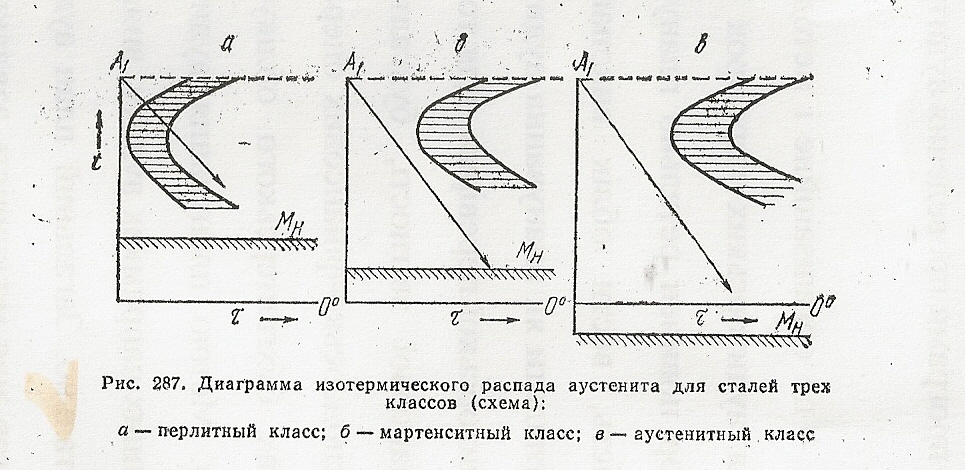 а б в
A₁ A₁ A₁
t
Mн
Mн
0° 0° 0°
τ τ τ Mн
Рис. 287. Диаграмма изотермического распада аустенита для сталей трех
классов (схема):
а — перлитный класс; б — мартенситный класс; в — аустенитный класс